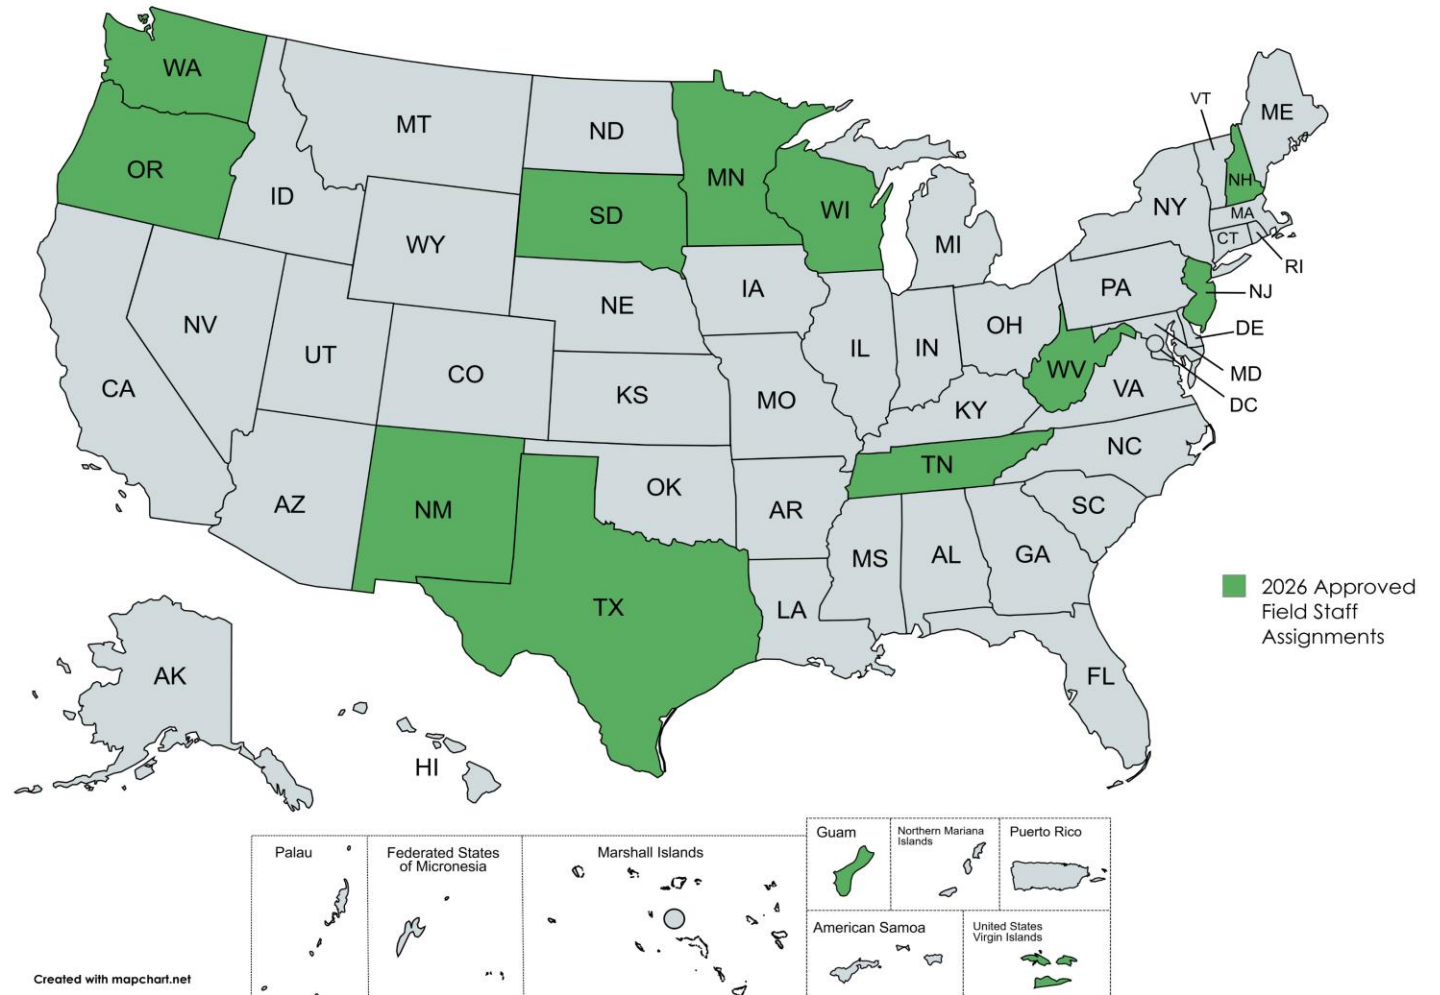 WA
OR
CA
NV
ID
MT
WY
UT
CO
AZ
NM
ND
SD
NE
KS
OK
TX
MN
IA
MO
AR
LA
WI
IL
MI
IN
OH
KY
TN
MS
AL
GA
FL
SC
NC
VA
WV
PA
NY
VT
NH
ME
MA
CT
RI
NJ
DE
MD
DC
AK
HI
2026 Approved
Field Staff
Assignments
Palau
Federated States
of Micronesia
Marshall Islands
Guam
Northern Mariana
Islands
Puerto Rico
American Samoa
United States
Virgin Islands
Created with mapchart.net